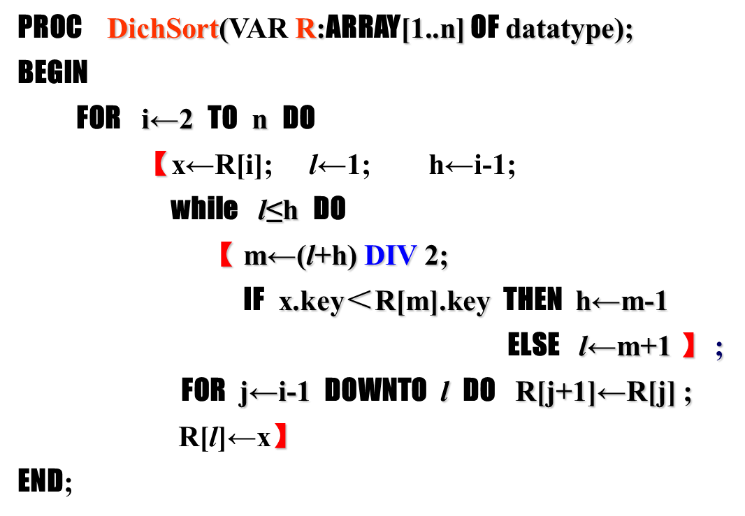 PROC DichSort(VAR R:ARRAY[1..n] OF datatype);
BEGIN
FOR i←2 TO n DO
【x←R[i]; l←1; h←i-1;
while l≤h DO
【 m←(l+h) DIV 2;
IF x.key<R[m].key THEN h←m-1
ELSE l←m+1 】 ;
FOR j←i-1 DOWNTO l DO R[j+1]←R[j] ;
R[l]←x】
END;